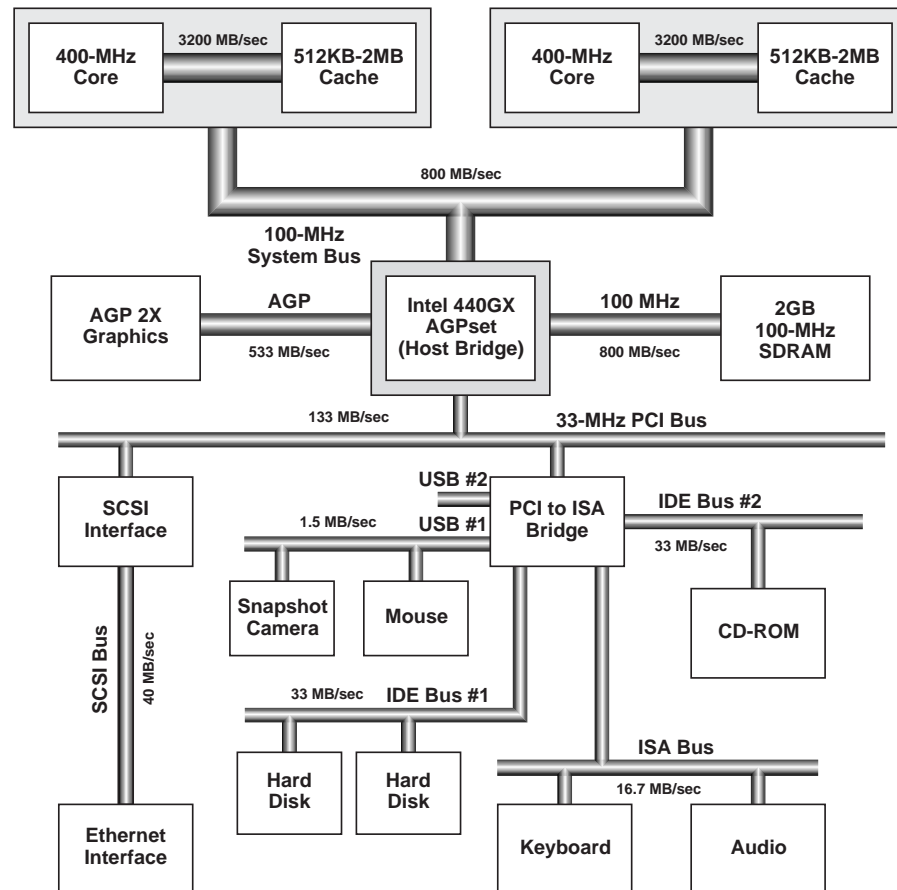 3200 MB/sec
400-MHz
Core
512KB-2MB
Cache
3200 MB/sec
400-MHz
Core
512KB-2MB
Cache
800 MB/sec
100-MHz
System Bus
AGP 2X
Graphics
AGP
533 MB/sec
Intel 440GX
AGPset
(Host Bridge)
100 MHz
800 MB/sec
2GB
100-MHz
SDRAM
133 MB/sec
33-MHz PCI Bus
SCSI
Interface
USB #2
USB #1
1.5 MB/sec
PCI to ISA
Bridge
IDE Bus #2
33 MB/sec
Snapshot
Camera
Mouse
CD-ROM
SCSI Bus
40 MB/sec
33 MB/sec
IDE Bus #1
Hard
Disk
Hard
Disk
ISA Bus
16.7 MB/sec
Ethernet
Interface
Keyboard
Audio